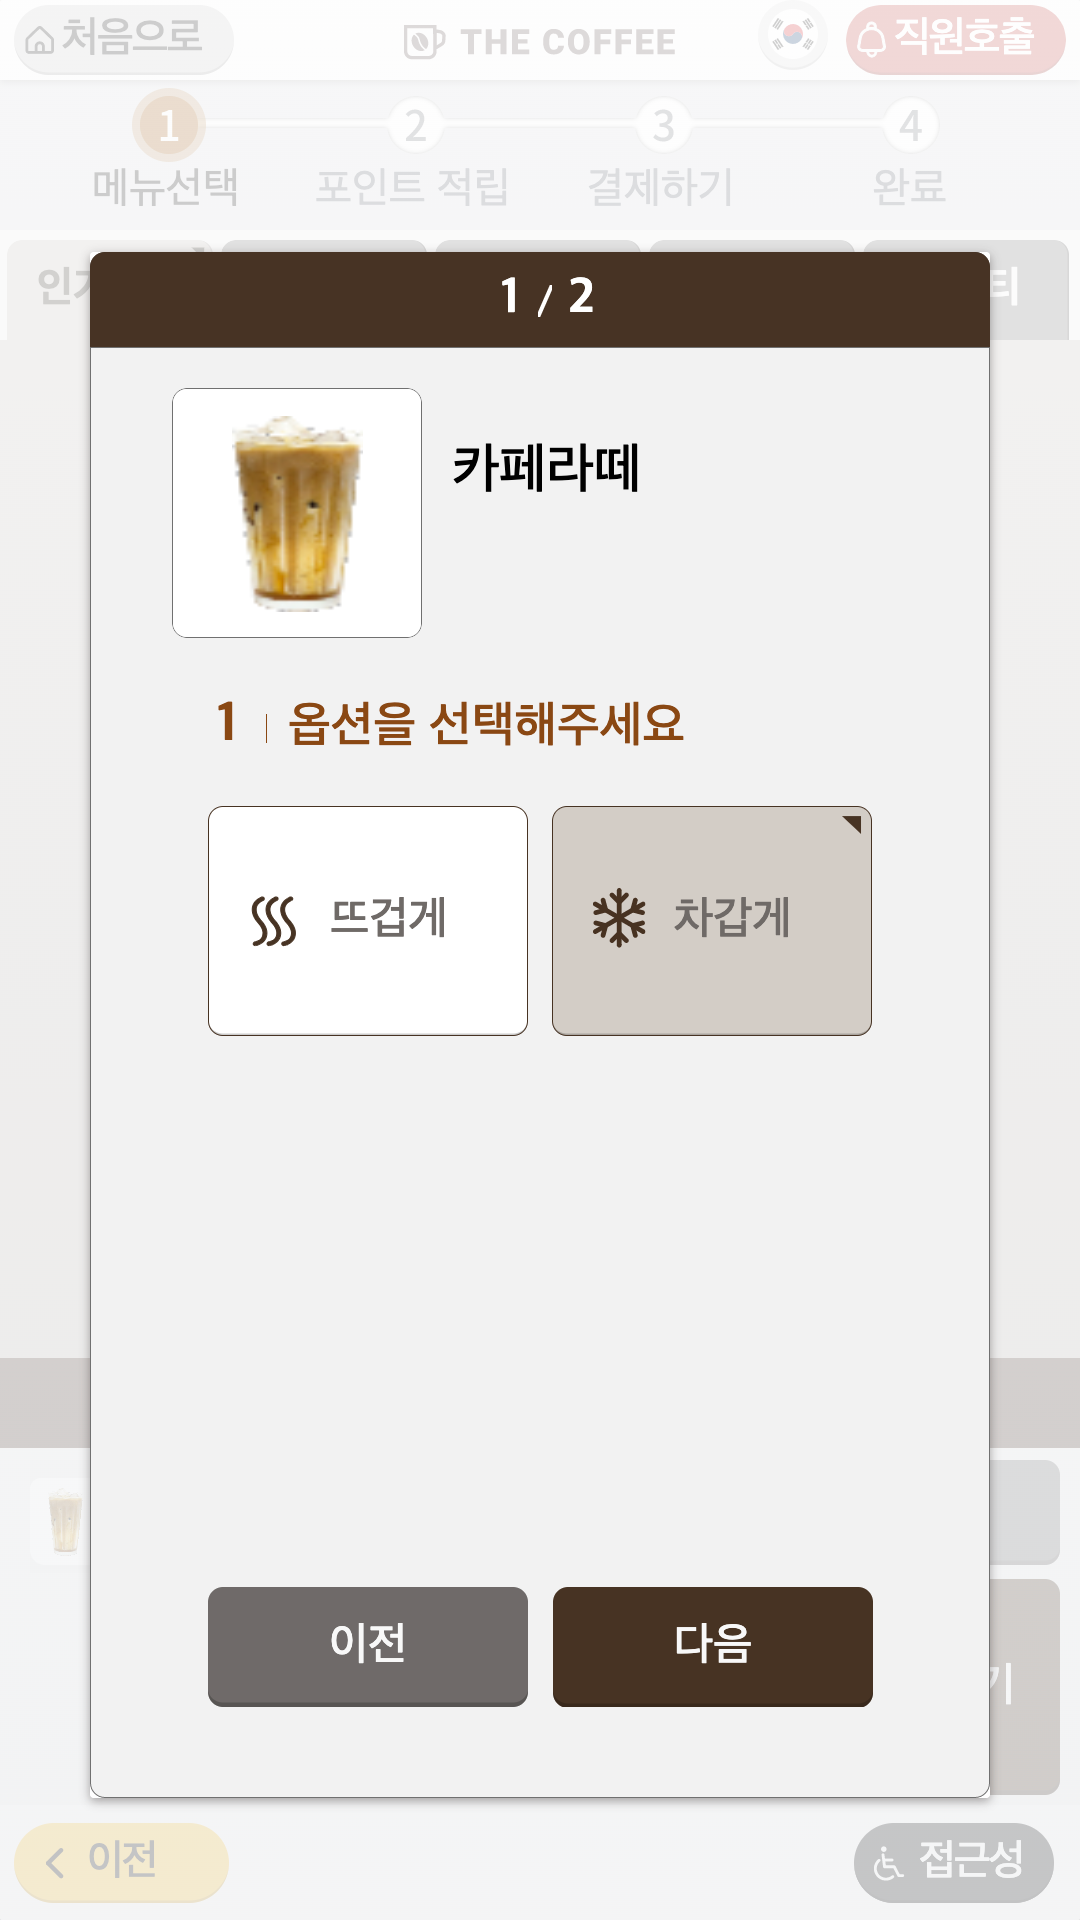 처음으로
THE COFFEE
직원호출
1
2
3
4
메뉴선택
포인트 적립
결제하기
완료
1 / 2
카페라떼
1 | 옵션을 선택해주세요
뜨겁게
차갑게
이전
다음
이전
접근성